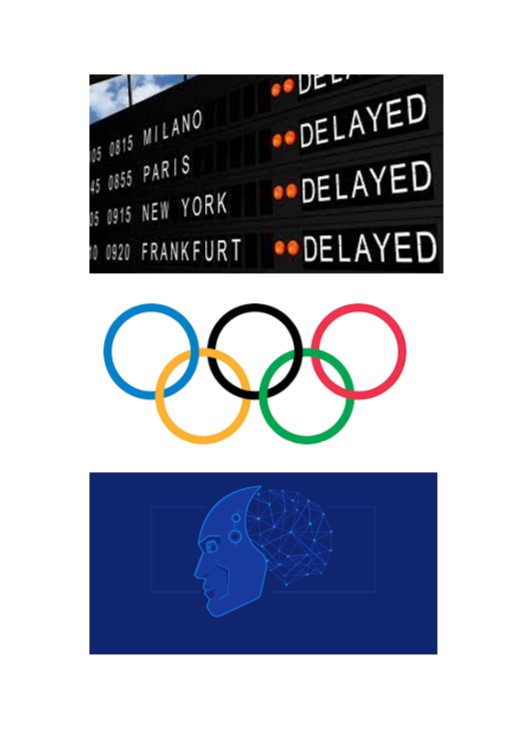 DELAYED
05 0815 MILANO DELAYED
45 0855 PARIS DELAYED
05 0915 NEW YORK DELAYED
0920 FRANKFURT